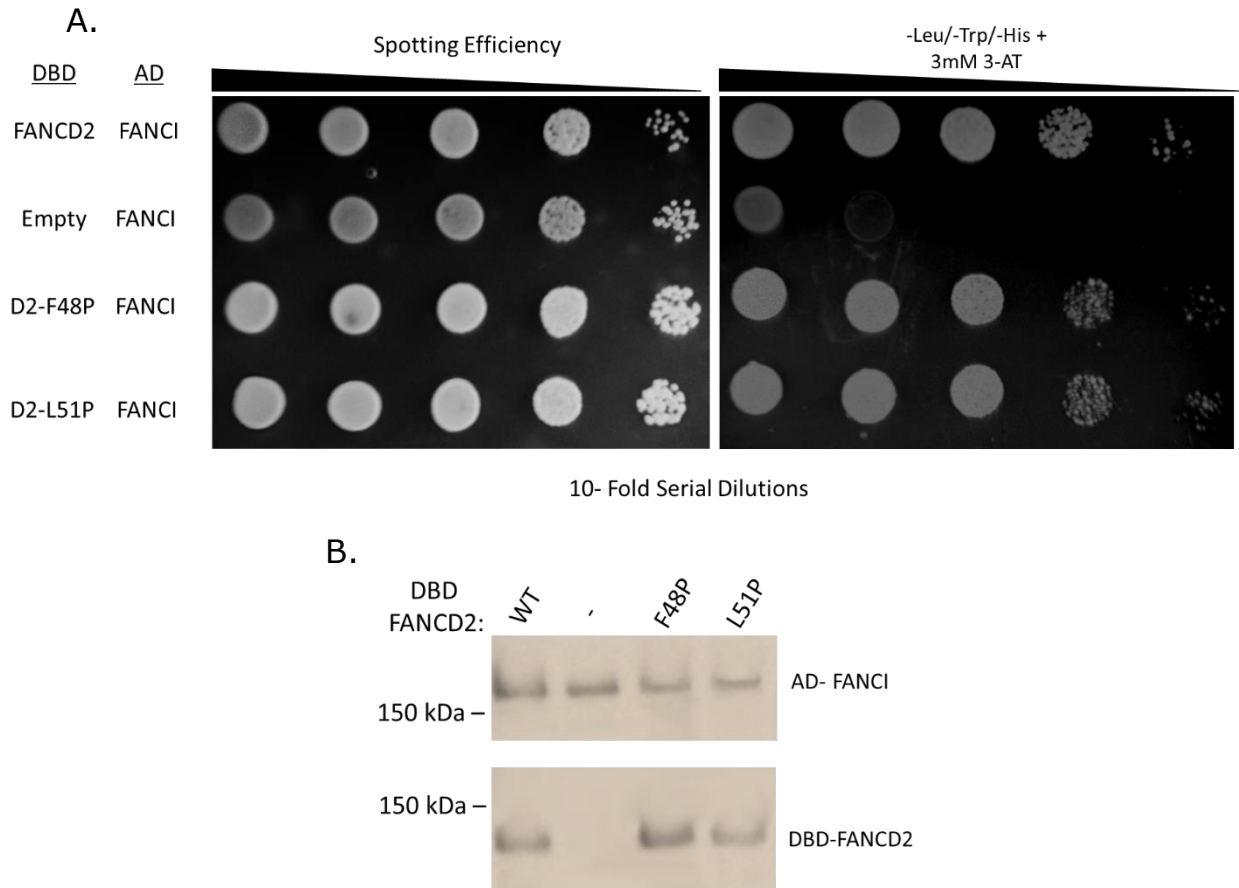 A.
Spotting Efficiency
-Leu/-Trp/-His +
3mM 3-AT
DBD AD
FANCD2 FANCI
Empty FANCI
D2-F48P FANCI
D2-L51P FANCI
10- Fold Serial Dilutions
B.
DBD
FANCD2:
WT - F48P L51P
AD- FANCI
150 kDa –
150 kDa –
DBD-FANCD2